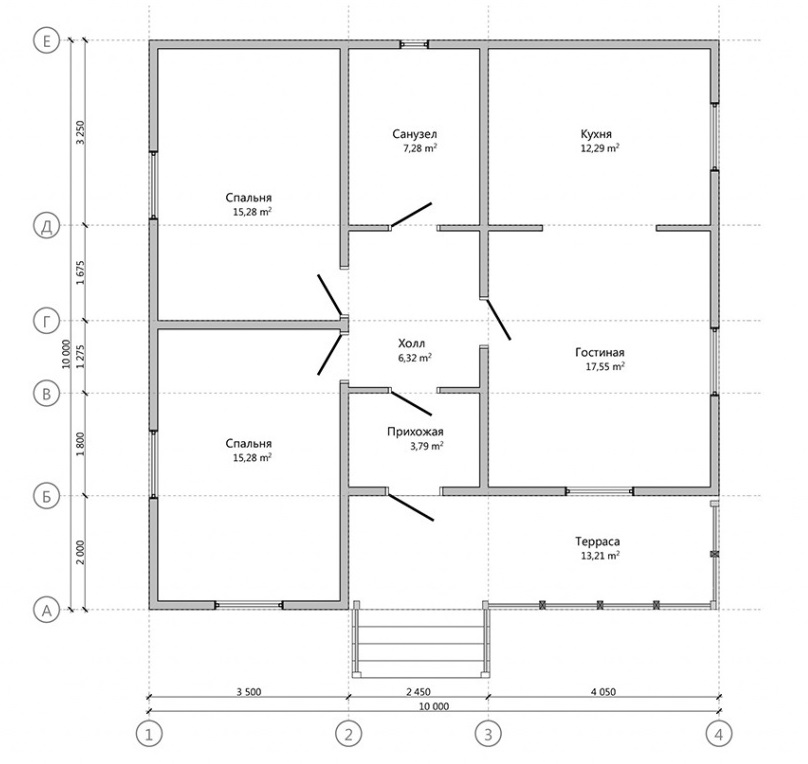 Е
Д
Г
В
Б
А
3 250
1 675
1 275
1 800
2 000
10 000
Санузел
7,28 m²
Кухня
12,29 m²
Спальня
15,28 m²
Холл
6,32 m²
Гостиная
17,55 m²
Прихожая
3,79 m²
Спальня
15,28 m²
Терраса
13,21 m²
3 500
2 450
4 050
10 000
1
2
3
4